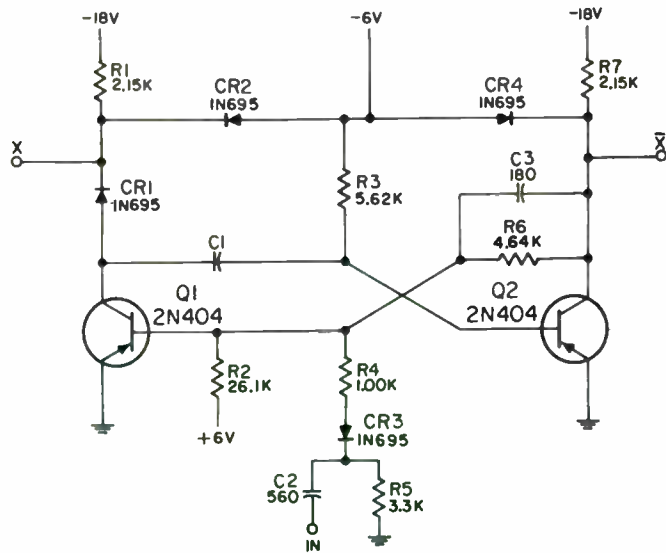 -18V
-6V
-18V
R1
2.15K
CR2
1N695
CR4
1N695
R7
2.15K
X
X̄
CR1
1N695
R3
5.62K
C3
180
R6
4.64K
C1
Q1
2N404
Q2
2N404
R2
26.1K
+6V
R4
1.00K
CR3
1N695
C2
560
R5
3.3K
IN